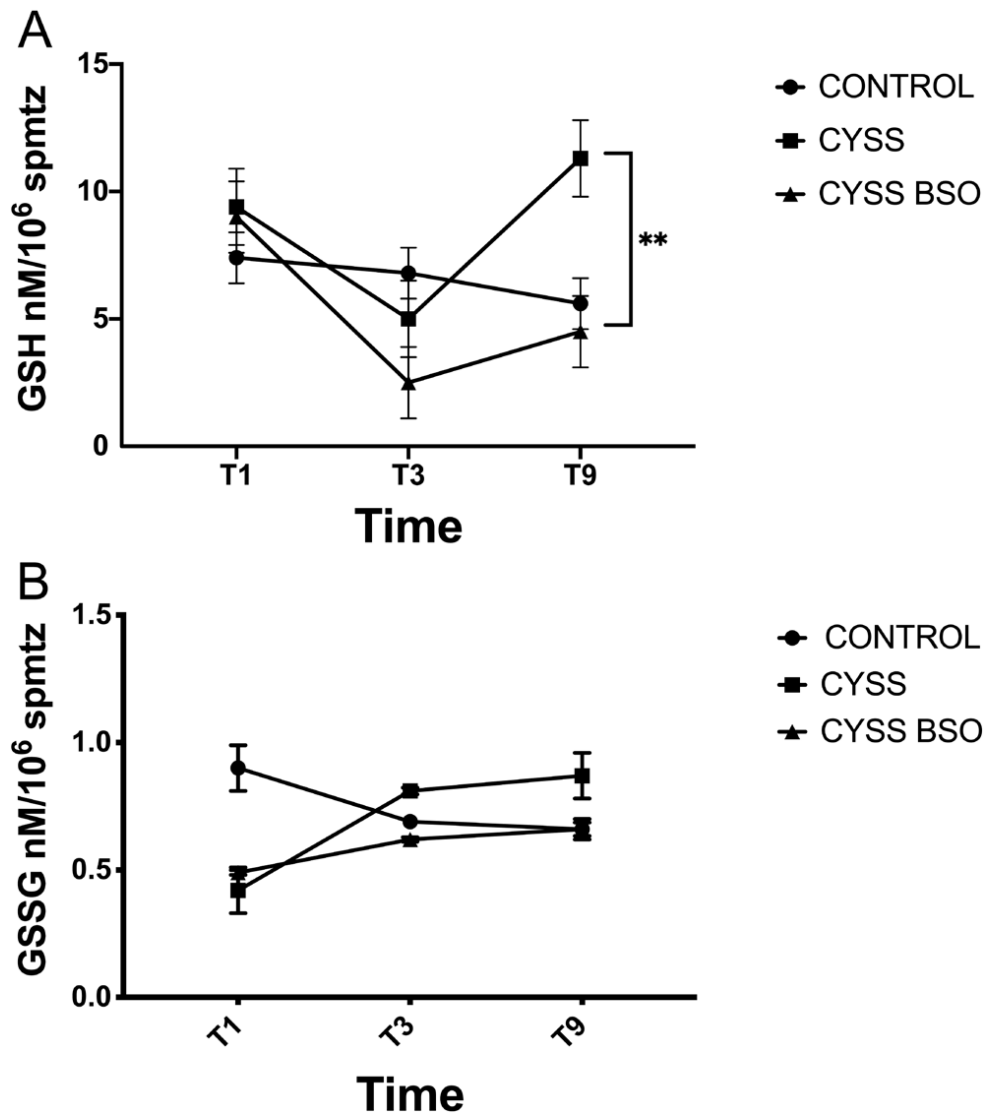 A
GSH nM/10⁶ spmtz
15
10
5
0
T1
T3
T9
Time
CONTROL
CYSS
CYSS BSO
**
B
GSSG nM/10⁶ spmtz
1.5
1.0
0.5
0.0
T1
T3
T9
Time
CONTROL
CYSS
CYSS BSO